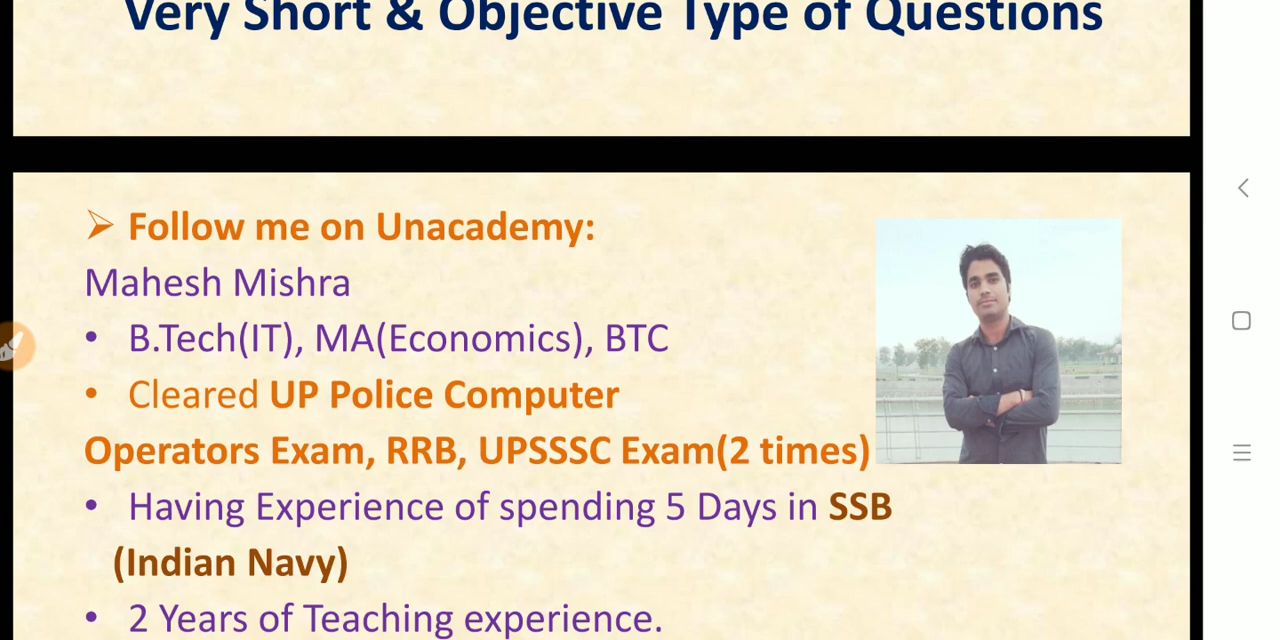 Very Short & Objective Type of Questions
➢ Follow me on Unacademy:
Mahesh Mishra
• B.Tech(IT), MA(Economics), BTC
• Cleared UP Police Computer
Operators Exam, RRB, UPSSSC Exam(2 times)
• Having Experience of spending 5 Days in SSB
(Indian Navy)
• 2 Years of Teaching experience.